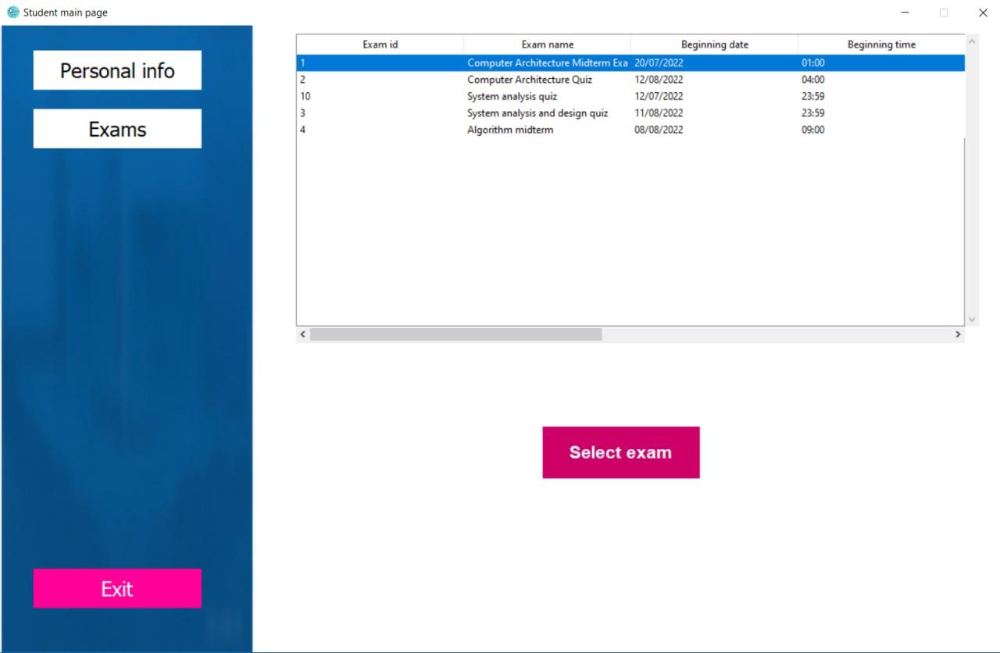 Student main page
Personal info
Exams
Exit
Exam id Exam name Beginning date Beginning time
1 Computer Architecture Midterm Exa 20/07/2022 01:00
2 Computer Architecture Quiz 12/08/2022 04:00
10 System analysis quiz 12/07/2022 23:59
3 System analysis and design quiz 11/08/2022 23:59
4 Algorithm midterm 08/08/2022 09:00
Select exam